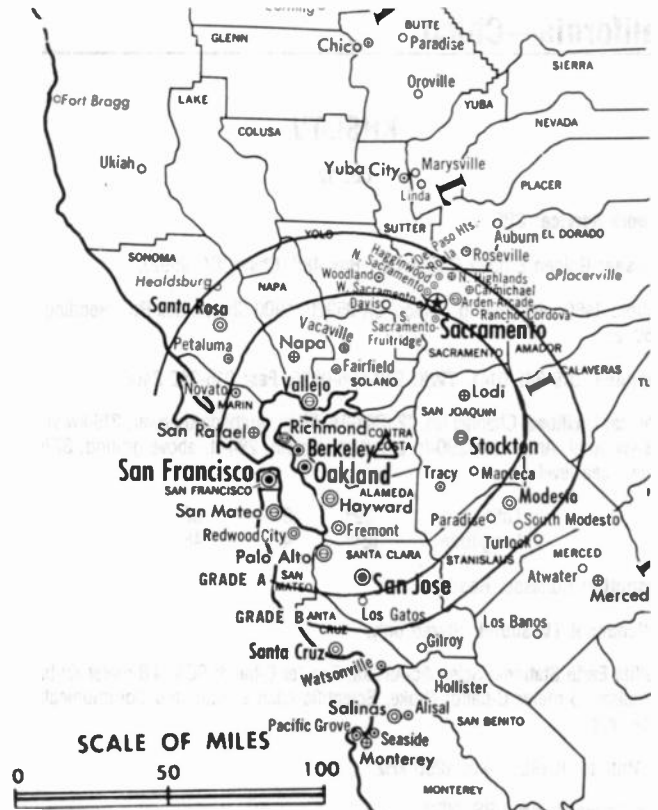 BUTTE
GLENN
Chico
Paradise
SIERRA
Oroville
Fort Bragg
LAKE
YUBA
COLUSA
NEVADA
Ukiah
Yuba City
Marysville
Linda
L
PLACER
SUTTER
YOLO
Auburn
EL DORADO
SONOMA
Paso Hts.
Roseville
Hagginwood
Healdsburg
NAPA
Woodland
N. Sacramento
N. Highlands
Carmichael
Placerville
W. Sacramento
Arden-Arcade
Santa Rosa
Davis
Rancho Cordova
Vacaville
S.
Sacramento-
Fruitridge
Sacramento
Petaluma
Napa
SACRAMENTO
AMADOR
Fairfield
SOLANO
CALAVERAS
Vallejo
I
Novato
MARIN
Lodi
SAN JOAQUIN
San Rafael
Richmond
CONTRA
COSTA
Berkeley
Stockton
San Francisco
Oakland
SAN FRANCISCO
ALAMEDA
Tracy
Manteca
Hayward
Modesto
San Mateo
Paradise
South Modesto
Redwood City
Fremont
Turlock
Palo Alto
SANTA CLARA
STANISLAUS
MERCED
Atwater
GRADE A
SAN
MATEO
San Jose
Merced
GRADE B
ANTA
CRUZ
Los Gatos
Los Banos
Santa Cruz
Gilroy
Watsonville
Hollister
Salinas
Alisal
SAN BENITO
Pacific Grove
Seaside
SCALE OF MILES
Monterey
0 50 100
MONTEREY